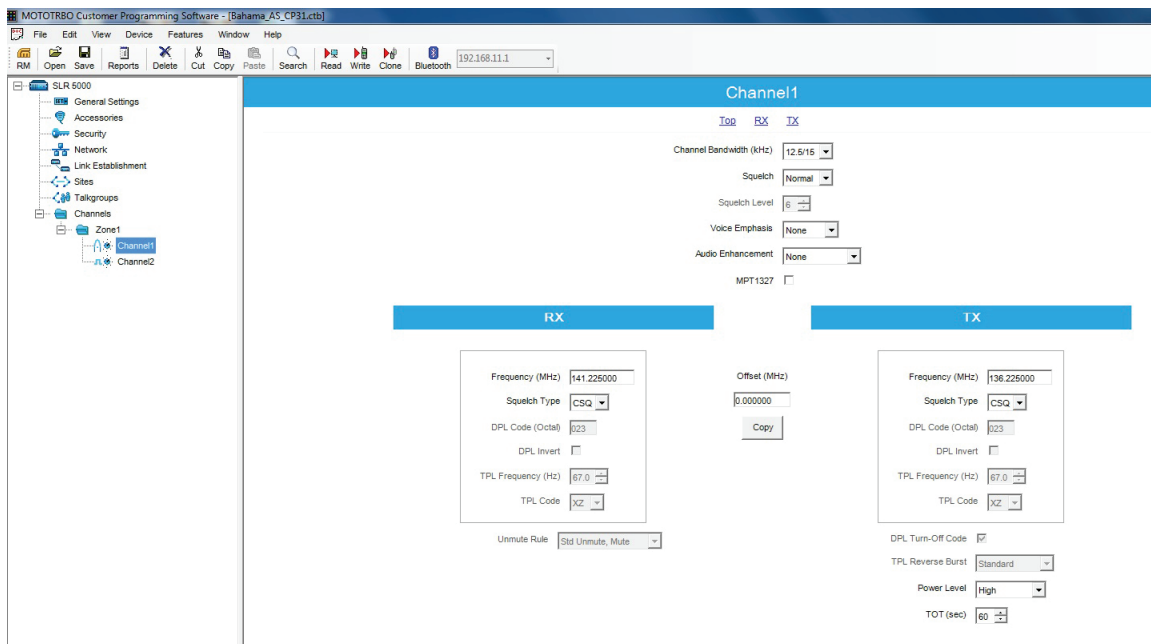 MOTOTRBO Customer Programming Software - [Bahama_AS_CP31.ctb]
File Edit View Device Features Window Help
RM Open Save Reports Delete Cut Copy Paste Search Read Write Clone Bluetooth 192.168.11.1
SLR 5000
General Settings
Accessories
Security
Network
Link Establishment
Sites
Talkgroups
Channels
Zone1
Channel1
Channel2
Channel1
Top RX TX
Channel Bandwidth (kHz) 12.5/15
Squelch Normal
Squelch Level 6
Voice Emphasis None
Audio Enhancement None
MPT1327
RX
Frequency (MHz) 141.225000
Squelch Type CSQ
DPL Code (Octal) 023
DPL Invert
TPL Frequency (Hz) 67.0
TPL Code XZ
Unmute Rule Std Unmute, Mute
Offset (MHz)
0.000000
Copy
TX
Frequency (MHz) 136.225000
Squelch Type CSQ
DPL Code (Octal) 023
DPL Invert
TPL Frequency (Hz) 67.0
TPL Code XZ
DPL Turn-Off Code
TPL Reverse Burst Standard
Power Level High
TOT (sec) 60